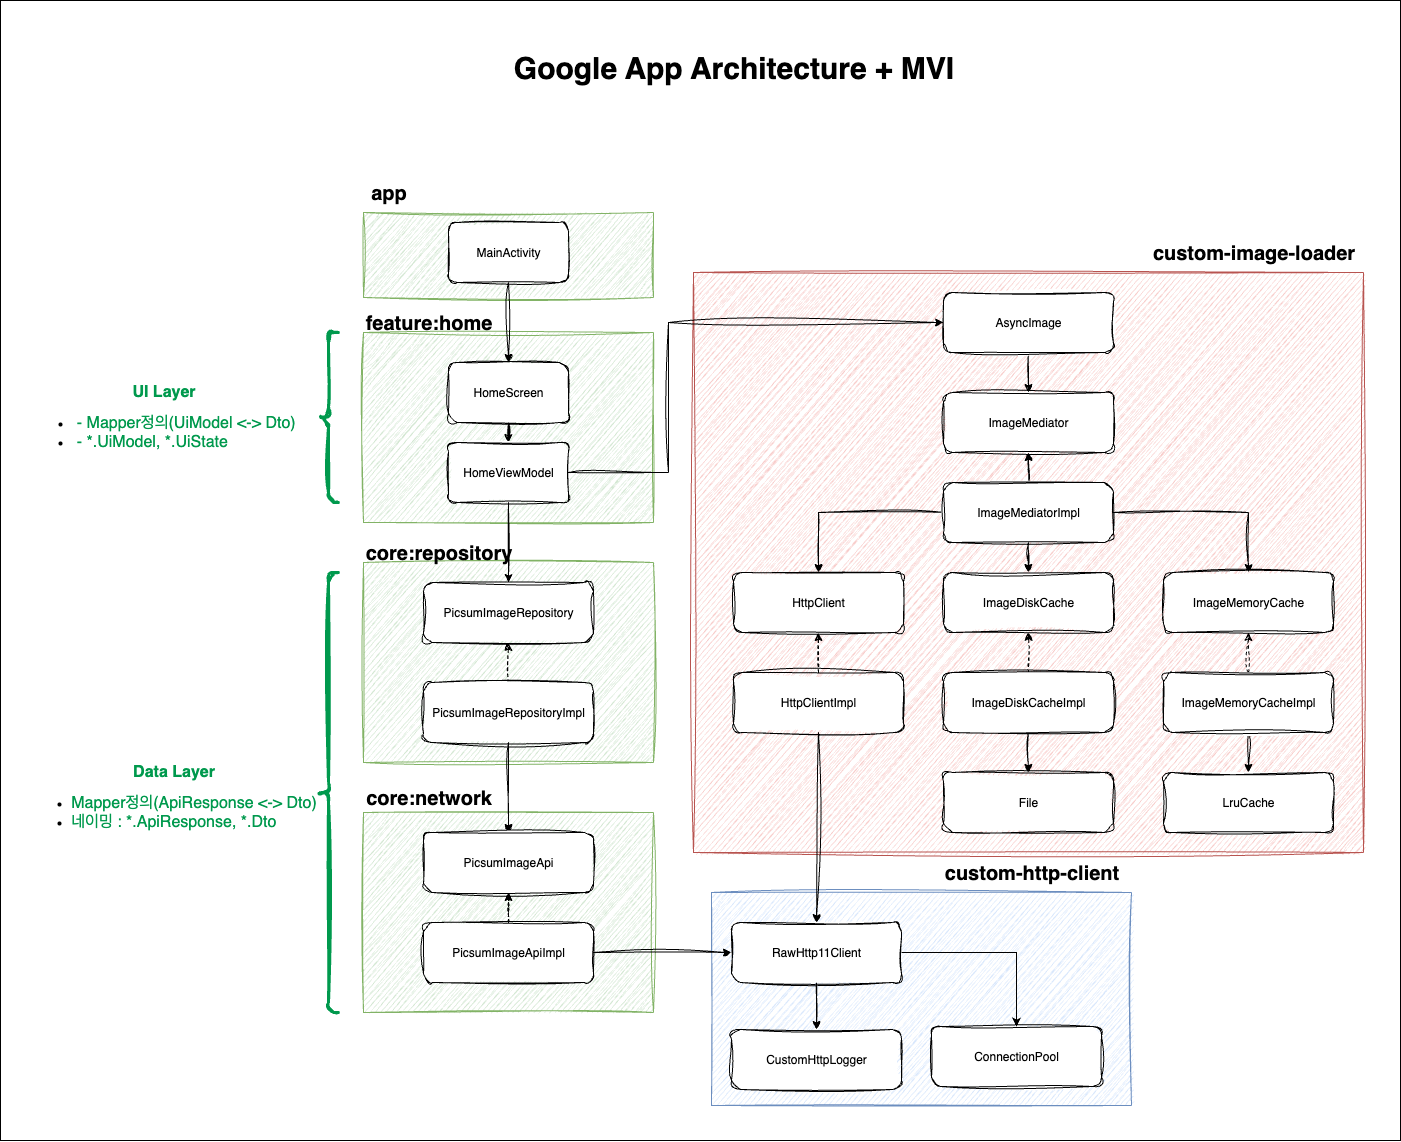 Google App Architecture + MVI
app
MainActivity
feature:home
HomeScreen
HomeViewModel
UI Layer
- Mapper정의(UiModel <-> Dto)
- *.UiModel, *.UiState
core:repository
PicsumImageRepository
PicsumImageRepositoryImpl
Data Layer
Mapper정의(ApiResponse <-> Dto)
네이밍 : *.ApiResponse, *.Dto
core:network
PicsumImageApi
PicsumImageApiImpl
custom-image-loader
AsyncImage
ImageMediator
ImageMediatorImpl
HttpClient
ImageDiskCache
ImageMemoryCache
HttpClientImpl
ImageDiskCacheImpl
ImageMemoryCacheImpl
File
LruCache
custom-http-client
RawHttp11Client
CustomHttpLogger
ConnectionPool